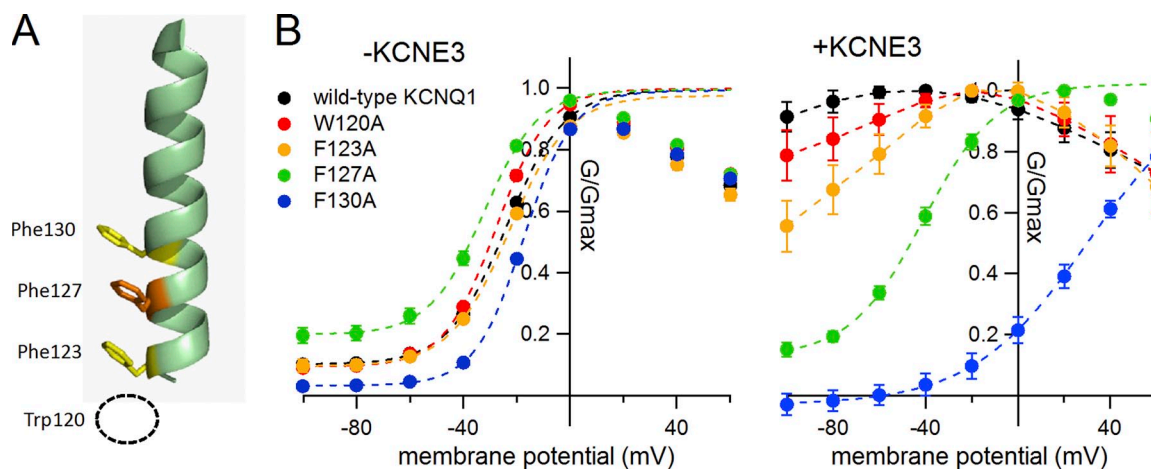 A
Phe130
Phe127
Phe123
Trp120
B
-KCNE3
wild-type KCNQ1
W120A
F123A
F127A
F130A
1.0
0.8
0.6
0.4
0.2
G/Gmax
-80
-40
40
membrane potential (mV)
+KCNE3
1.0
0.8
0.6
0.4
0.2
G/Gmax
-80
-40
0
40
membrane potential (mV)